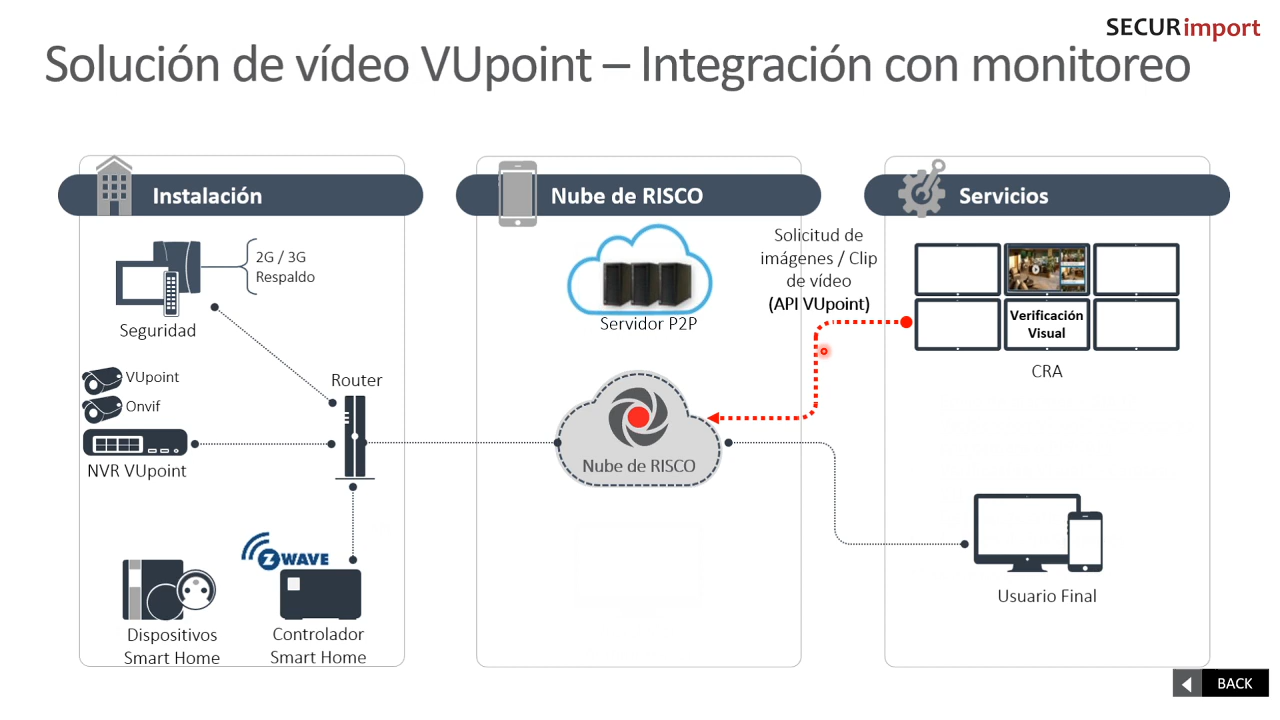 SECURimport
Solución de vídeo VUpoint – Integración con monitoreo
Instalación
2G / 3G
Respaldo
Seguridad
VUpoint
Onvif
NVR VUpoint
Router
ZWAVE
Dispositivos
Smart Home
Controlador
Smart Home
Nube de RISCO
Servidor P2P
Nube de RISCO
Solicitud de
imágenes / Clip
de vídeo
(API VUpoint)
Servicios
Verificación
Visual
CRA
Usuario Final
BACK